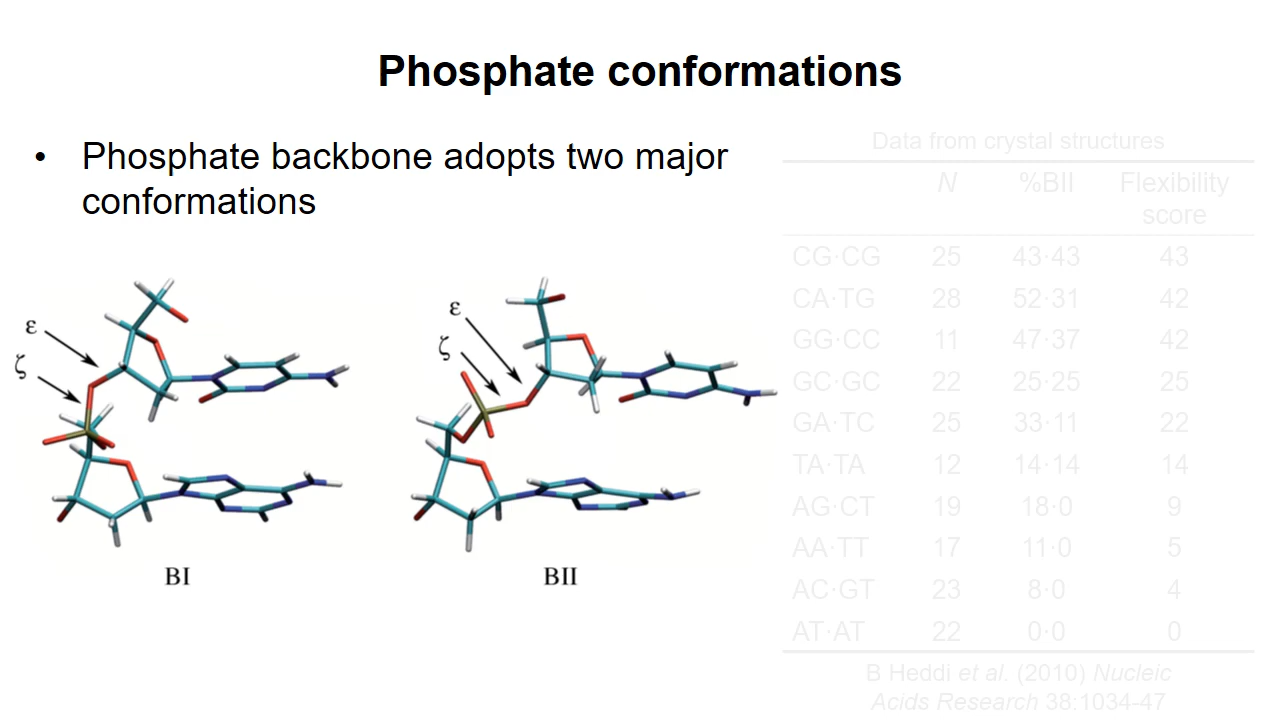 Phosphate conformations
• Phosphate backbone adopts two major
conformations
ε
ζ
BI
ε
ζ
BII
Data from crystal structures
N %BII Flexibility
score
CG·CG 25 43·43 43
CA·TG 28 52·31 42
GG·CC 11 47·37 42
GC·GC 22 25·25 25
GA·TC 25 33·11 22
TA·TA 12 14·14 14
AG·CT 19 18·0 9
AA·TT 17 11·0 5
AC·GT 23 8·0 4
AT·AT 22 0·0 0
B Heddi et al. (2010) Nucleic
Acids Research 38:1034-47